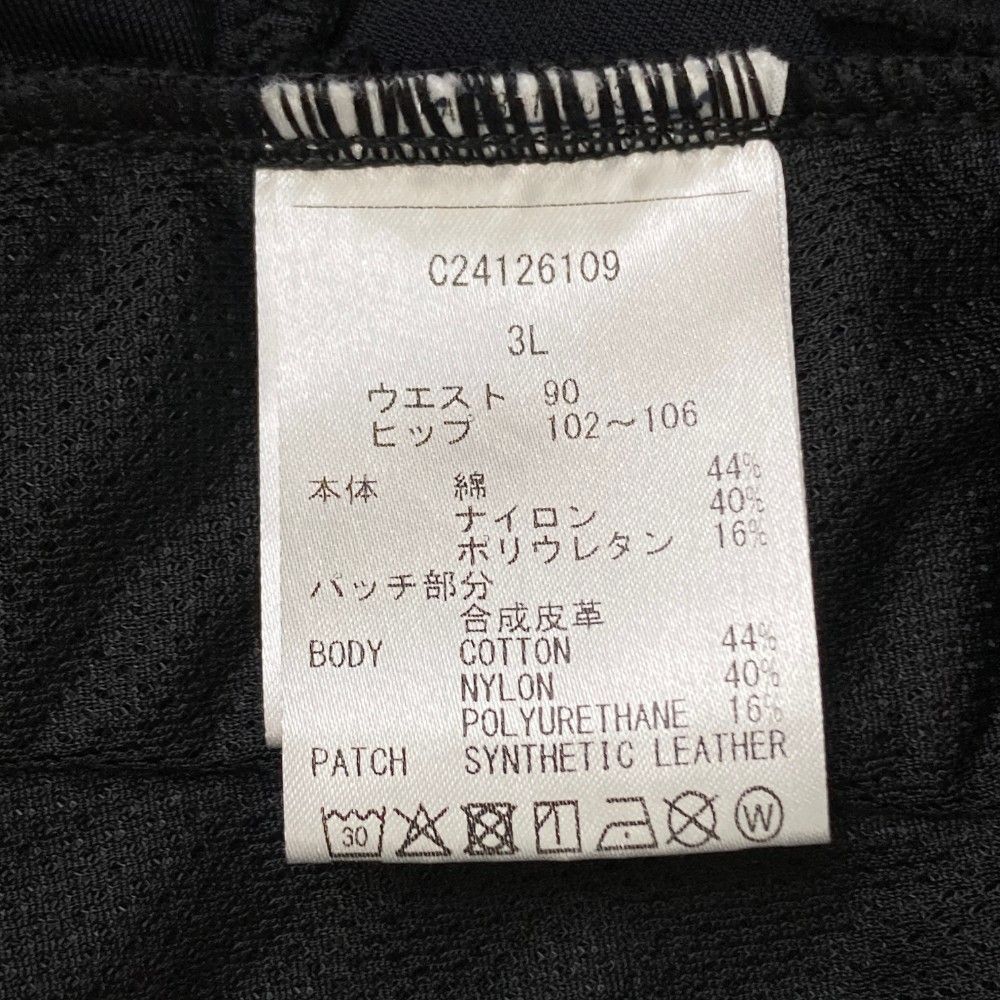 C24126109
3L
ウエスト 90
ヒップ 102～106
本体 綿 44%
ナイロン 40%
ポリウレタン 16%
パッチ部分
合成皮革
BODY COTTON 44%
NYLON 40%
POLYURETHANE 16%
PATCH SYNTHETIC LEATHER
30 W